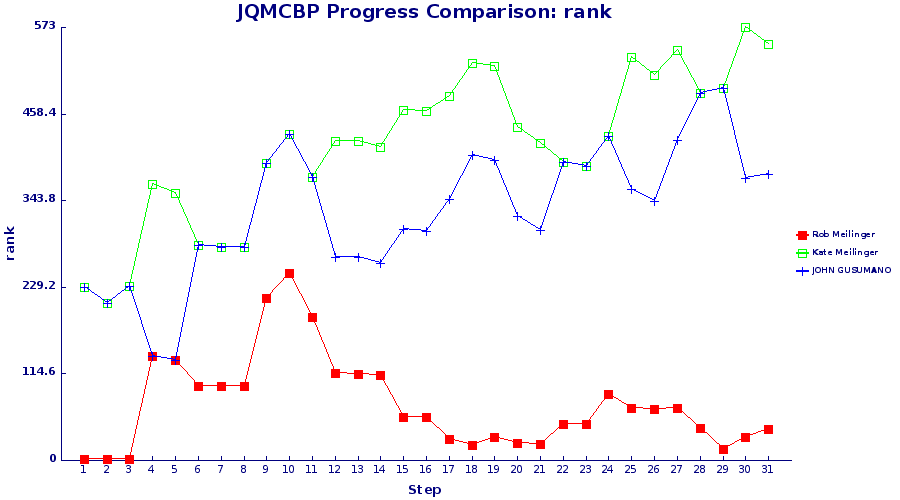 JQMCBP Progress Comparison: rank
573
458.4
343.8
229.2
114.6
0
rank
1 2 3 4 5 6 7 8 9 10 11 12 13 14 15 16 17 18 19 20 21 22 23 24 25 26 27 28 29 30 31
Step
Rob Meilinger
Kate Meilinger
JOHN GUSUMANO